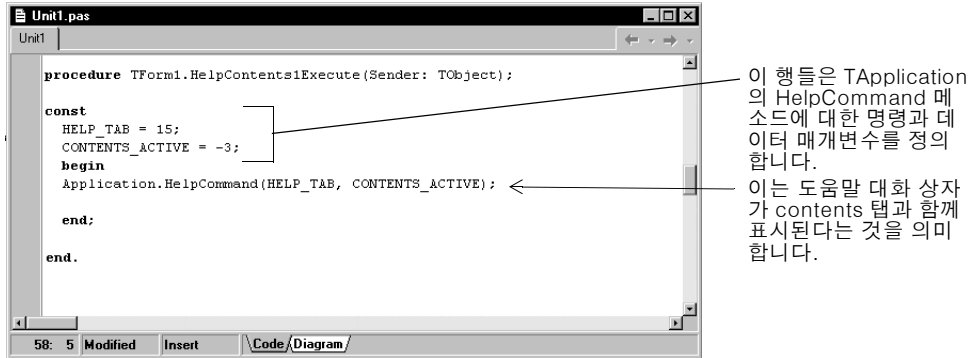 Unit1.pas
Unit1
procedure TForm1.HelpContents1Execute(Sender: TObject);
const
HELP_TAB = 15;
CONTENTS_ACTIVE = -3;
begin
Application.HelpCommand(HELP_TAB, CONTENTS_ACTIVE);
end;
end.
58: 5 Modified Insert Code Diagram
이 행들은 TApplication
의 HelpCommand 메
소드에 대한 명령과 데
이터 매개변수를 정의
합니다.
이는 도움말 대화 상자
가 contents 탭과 함께
표시된다는 것을 의미
합니다.